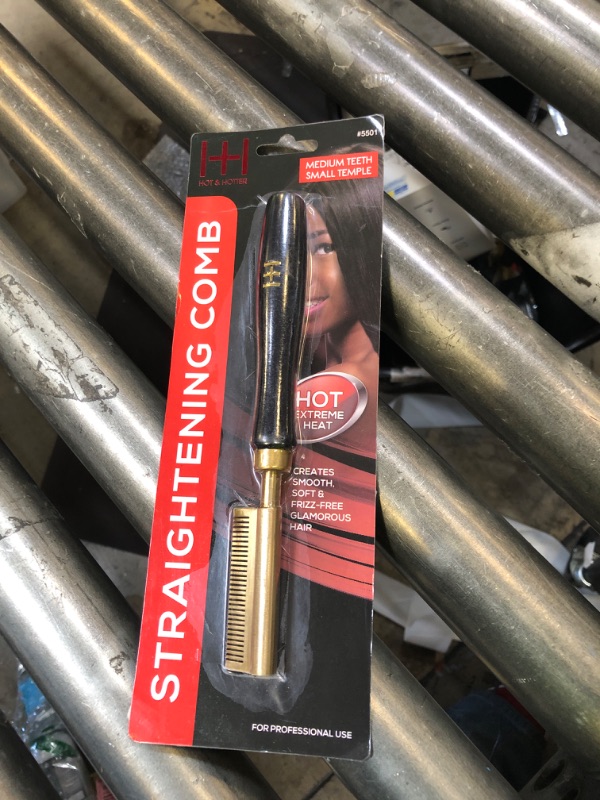 #5501
HH
HOT & HOTTER
MEDIUM TEETH
SMALL TEMPLE
STRAIGHTENING COMB
HOT
EXTREME
HEAT
CREATES
SMOOTH,
SOFT &
FRIZZ-FREE
GLAMOROUS
HAIR
FOR PROFESSIONAL USE